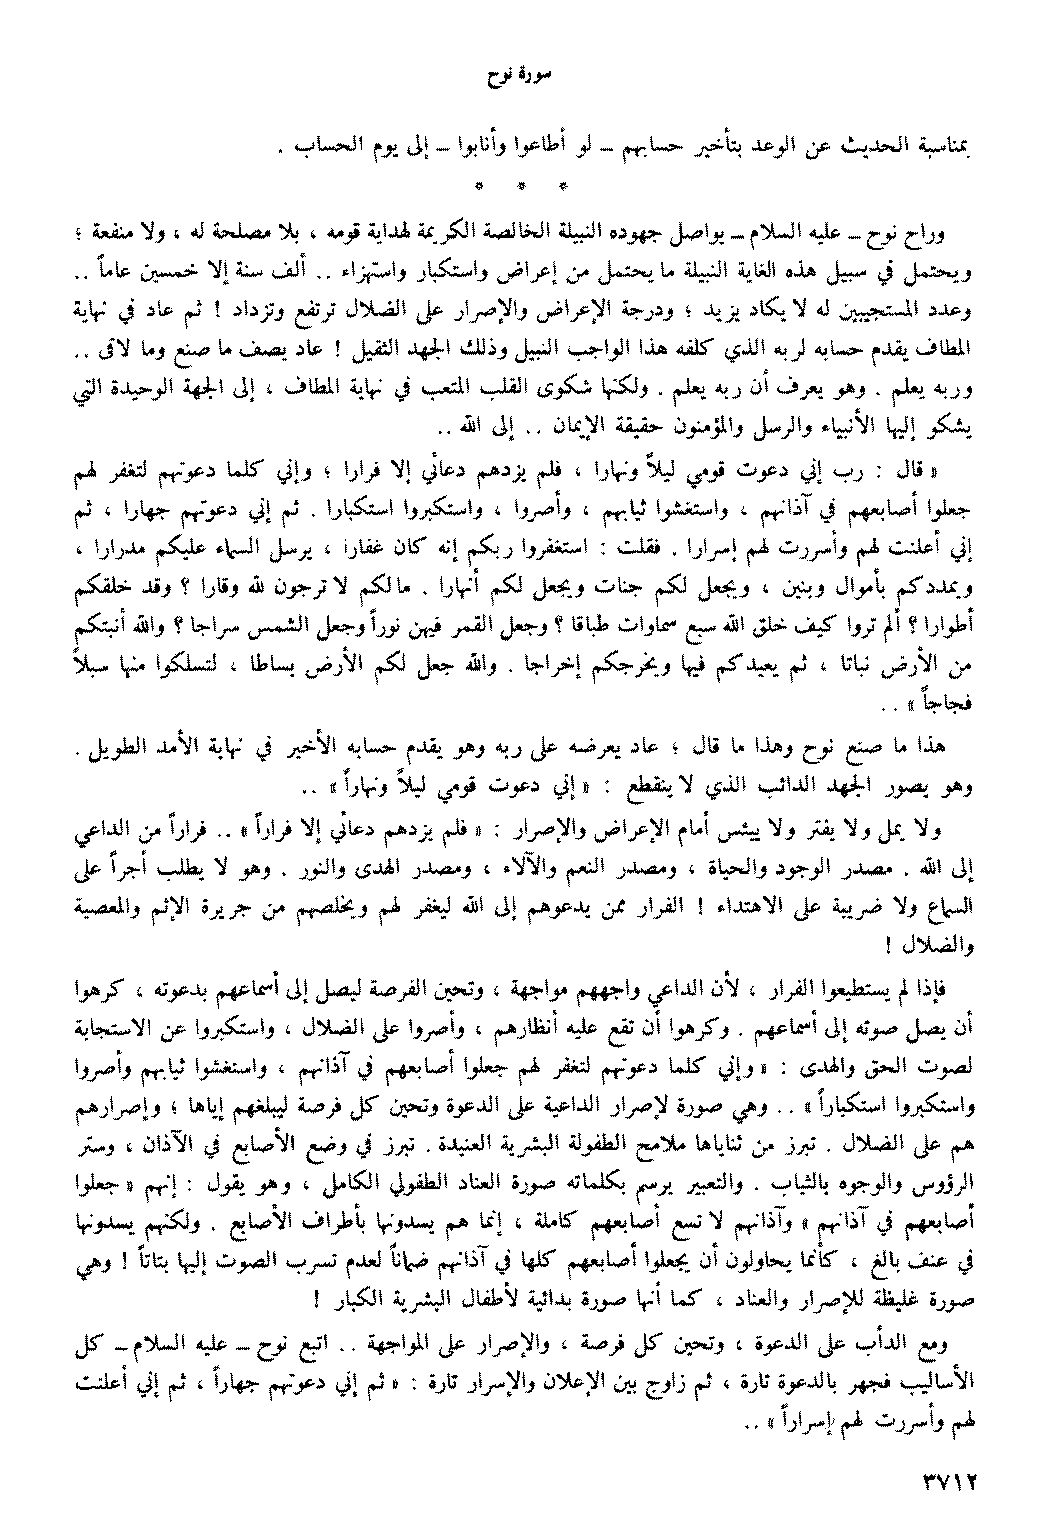 سورة نوح
بمناسبة الحديث عن الوعد بتأخير حسابهم – لو أطاعوا وأنابوا – إلى يوم الحساب .
* * *
وراح نوح – عليه السلام – يواصل جهوده النبيلة الخالصة الكريمة لهداية قومه ، بلا مصلحة له ، ولا منفعة ؛
ويحتمل في سبيل هذه الغاية النبيلة ما يحتمل من إعراض واستكبار واستهزاء .. ألف سنة إلا خمسين عاماً ..
وعدد المستجيبين له لا يكاد يزيد ؛ ودرجة الإعراض والإصرار على الضلال ترتفع وتزداد ! ثم عاد في نهاية
المطاف يقدم حسابه لربه الذي كلفه هذا الواجب النبيل وذلك الجهد الثقيل ! عاد يصف ما صنع وما لاقى ..
وربه يعلم . وهو يعرف أن ربه يعلم . ولكنها شكوى القلب المتعب في نهاية المطاف ، إلى الجهة الوحيدة التي
يشكو إليها الأنبياء والرسل والمؤمنون حقيقة الإيمان .. إلى الله ..
« قال : رب إني دعوت قومي ليلاً ونهارا ، فلم يزدهم دعائي إلا فرارا ؛ وإني كلما دعوتهم لتغفر لهم
جعلوا أصابعهم في آذانهم ، واستغشوا ثيابهم ، وأصروا ، واستكبروا استكبارا . ثم إني دعوتهم جهارا ، ثم
إني أعلنت لهم وأسررت لهم إسرارا . فقلت : استغفروا ربكم إنه كان غفارا ، يرسل السماء عليكم مدرارا ،
ويمددكم بأموال وبنين ، ويجعل لكم جنات ويجعل لكم أنهارا . مالكم لا ترجون لله وقارا ؟ وقد خلقكم
أطوارا ؟ ألم تروا كيف خلق الله سبع سماوات طباقا ؟ وجعل القمر فيهن نوراً وجعل الشمس سراجا ؟ والله أنبتكم
من الأرض نباتا ، ثم يعيدكم فيها ويخرجكم إخراجا . والله جعل لكم الأرض بساطا ، لتسلكوا منها سبلاً
فجاجاً » ..
هذا ما صنع نوح وهذا ما قال ؛ عاد يعرضه على ربه وهو يقدم حسابه الأخير في نهاية الأمد الطويل .
وهو يصور الجهد الدائب الذي لا ينقطع : « إني دعوت قومي ليلاً ونهاراً » ..
ولا يمل ولا يفتر ولا ييئس أمام الإعراض والإصرار : « فلم يزدهم دعائي إلا فراراً » .. فراراً من الداعي
إلى الله . مصدر الوجود والحياة ، ومصدر النعم والآلاء ، ومصدر الهدى والنور . وهو لا يطلب أجراً على
السماع ولا ضريبة على الاهتداء ! الفرار ممن يدعوهم إلى الله ليغفر لهم ويخلصهم من جريرة الإثم والمعصية
والضلال !
فإذا لم يستطيعوا الفرار ، لأن الداعي واجههم مواجهة ، وتحين الفرصة ليصل إلى أسماعهم بدعوته ، كرهوا
أن يصل صوته إلى أسماعهم . وكرهوا أن تقع عليه أنظارهم ، وأصروا على الضلال ، واستكبروا عن الاستجابة
لصوت الحق والهدى : « وإني كلما دعوتهم لتغفر لهم جعلوا أصابعهم في آذانهم ، واستغشوا ثيابهم وأصروا
واستكبروا استكباراً » .. وهي صورة لإصرار الداعية على الدعوة وتحين كل فرصة ليبلغهم إياها ؛ وإصرارهم
هم على الضلال . تبرز من ثناياها ملامح الطفولة البشرية العنيدة . تبرز في وضع الأصابع في الآذان ، وستر
الرؤوس والوجوه بالثياب . والتعبير يرسم بكلماته صورة العناد الطفولي الكامل ، وهو يقول : إنهم « جعلوا
أصابعهم في آذانهم » وآذانهم لا تسع أصابعهم كاملة ، إنما هم يسدونها بأطراف الأصابع . ولكنهم يسدونها
في عنف بالغ ، كأنما يحاولون أن يجعلوا أصابعهم كلها في آذانهم ضماناً لعدم تسرب الصوت إليها بتاتاً ! وهي
صورة غليظة للإصرار والعناد ، كما أنها صورة بدائية لأطفال البشرية الكبار !
ومع الدأب على الدعوة ، وتحين كل فرصة ، والإصرار على المواجهة .. اتبع نوح – عليه السلام – كل
الأساليب فجهر بالدعوة تارة ، ثم زاوج بين الإعلان والإسرار تارة : « ثم إني دعوتهم جهاراً ، ثم إني أعلنت
لهم وأسررت لهم إسراراً » ..
٣٧١٢